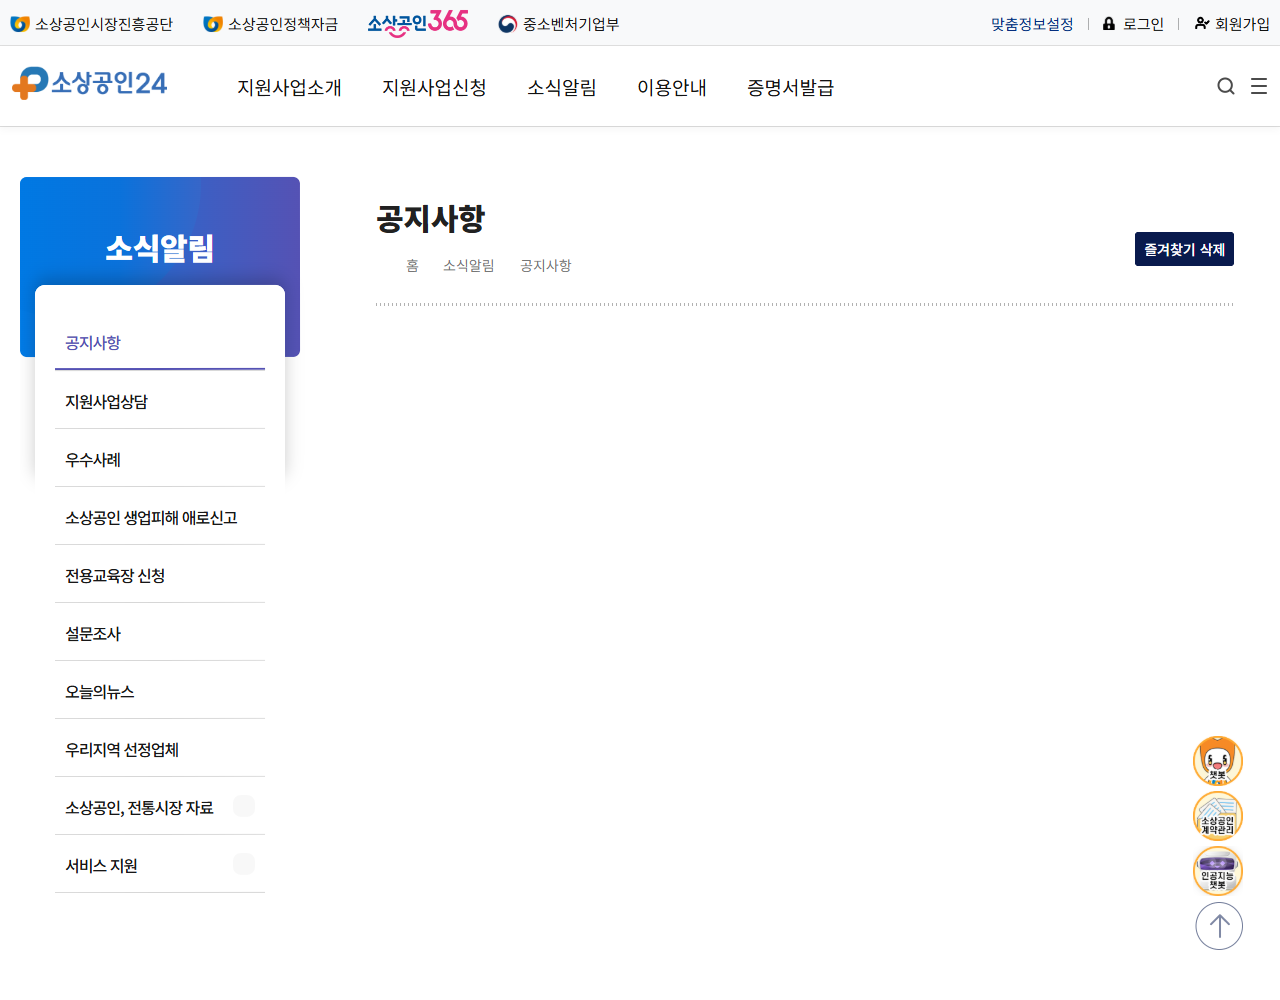 소상공인시장진흥공단 소상공인정책자금 소상공인365 중소벤처기업부 맞춤정보설정 로그인 회원가입
소상공인24 지원사업소개 지원사업신청 소식알림 이용안내 증명서발급
소식알림
공지사항
지원사업상담
우수사례
소상공인 생업피해 애로신고
전용교육장 신청
설문조사
오늘의뉴스
우리지역 선정업체
소상공인, 전통시장 자료
서비스 지원
공지사항
홈 소식알림 공지사항
즐겨찾기 삭제
챗봇
소상공인
계약관리
인공지능
챗봇